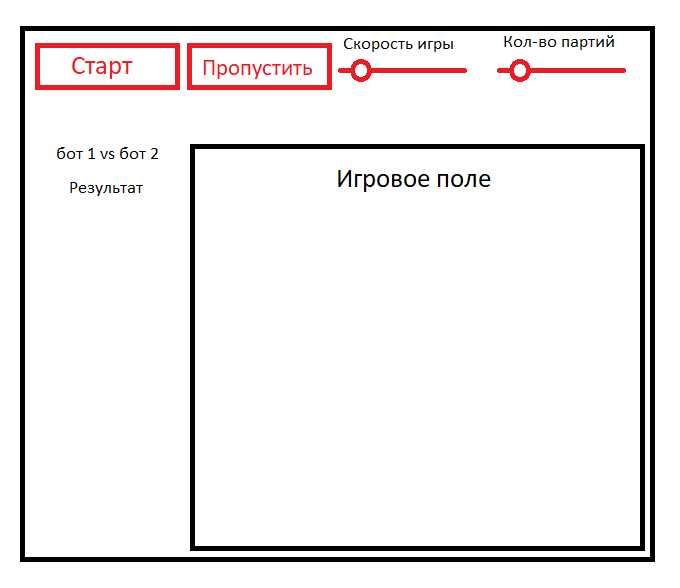 Старт
Пропустить
Скорость игры
Кол-во партий
бот 1 vs бот 2
Результат
Игровое поле